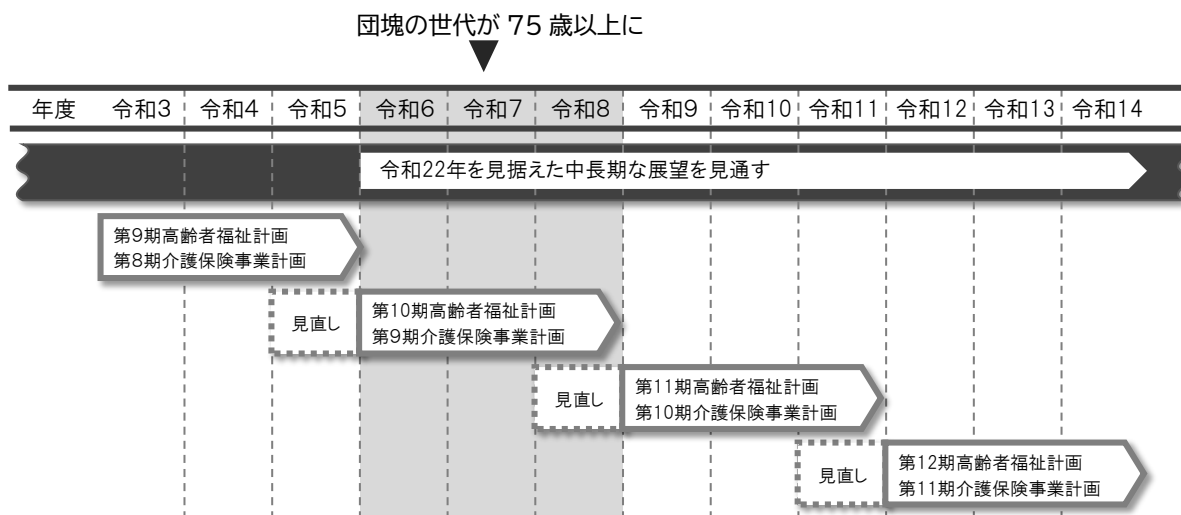 団塊の世代が 75 歳以上に
年度 令和3 令和4 令和5 令和6 令和7 令和8 令和9 令和10 令和11 令和12 令和13 令和14
令和22年を見据えた中長期な展望を見通す
第9期高齢者福祉計画
第8期介護保険事業計画
見直し
第10期高齢者福祉計画
第9期介護保険事業計画
見直し
第11期高齢者福祉計画
第10期介護保険事業計画
見直し
第12期高齢者福祉計画
第11期介護保険事業計画